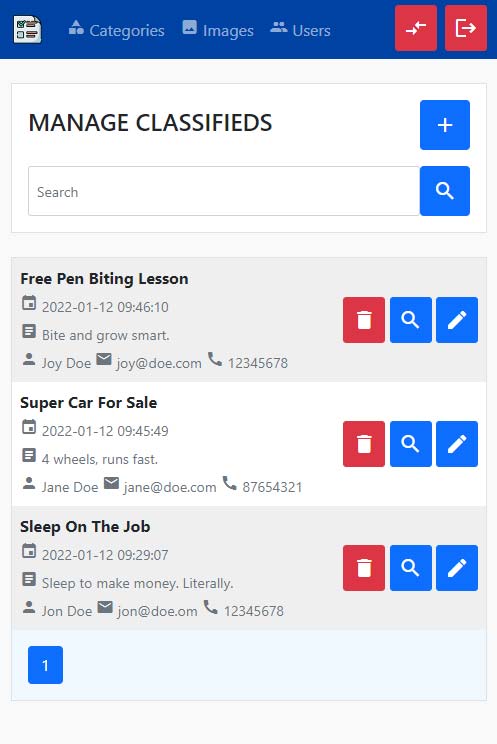 Categories Images Users
MANAGE CLASSIFIEDS
Search
Free Pen Biting Lesson
2022-01-12 09:46:10
Bite and grow smart.
Joy Doe joy@doe.com 12345678
Super Car For Sale
2022-01-12 09:45:49
4 wheels, runs fast.
Jane Doe jane@doe.com 87654321
Sleep On The Job
2022-01-12 09:29:07
Sleep to make money. Literally.
Jon Doe jon@doe.om 12345678
1